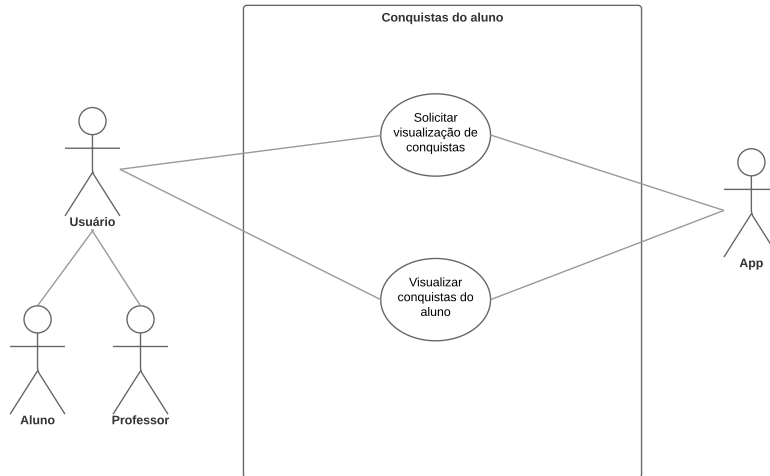 Conquistas do aluno
Solicitar
visualização de
conquistas
Usuário
App
Visualizar
conquistas do
aluno
Aluno
Professor